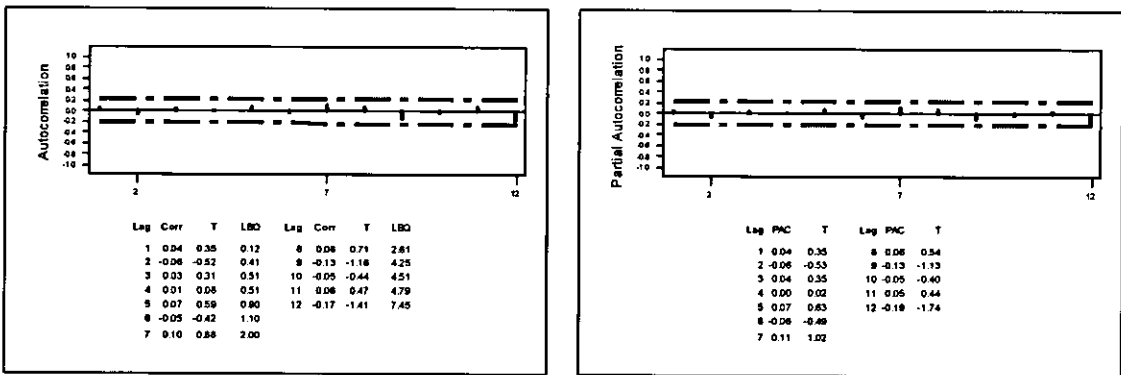 Autocorrelation
1.0
0.8
0.6
0.4
0.2
0.0
-0.2
-0.4
-0.6
-0.8
-1.0
2 7 12
Lag Corr T LBQ Lag Corr T LBQ
1 0.04 0.35 0.12 8 0.08 0.71 2.61
2 -0.06 -0.52 0.41 9 -0.13 -1.16 4.25
3 0.03 0.31 0.51 10 -0.05 -0.44 4.51
4 0.01 0.08 0.51 11 0.06 0.47 4.79
5 0.07 0.59 0.90 12 -0.17 -1.41 7.45
6 -0.05 -0.42 1.10
7 0.10 0.88 2.00
Partial Autocorrelation
1.0
0.8
0.6
0.4
0.2
0.0
-0.2
-0.4
-0.6
-0.8
-1.0
2 7 12
Lag PAC T Lag PAC T
1 0.04 0.35 8 0.06 0.54
2 -0.06 -0.53 9 -0.13 -1.13
3 0.04 0.35 10 -0.05 -0.40
4 0.00 0.02 11 0.05 0.44
5 0.07 0.63 12 -0.19 -1.74
6 -0.06 -0.49
7 0.11 1.02